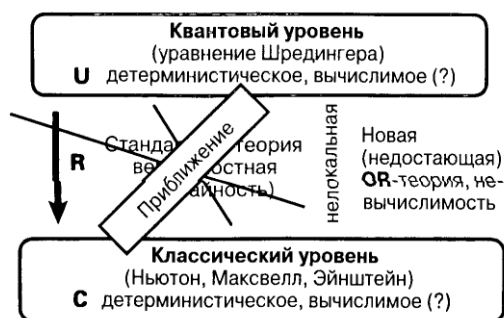 Квантовый уровень
(уравнение Шредингера)
U детерминистическое, вычислимое (?)
R
Приближение
нелокальная
Новая
(недостающая)
OR-теория, не-
вычислимость
Классический уровень
(Ньютон, Максвелл, Эйнштейн)
C детерминистическое, вычислимое (?)